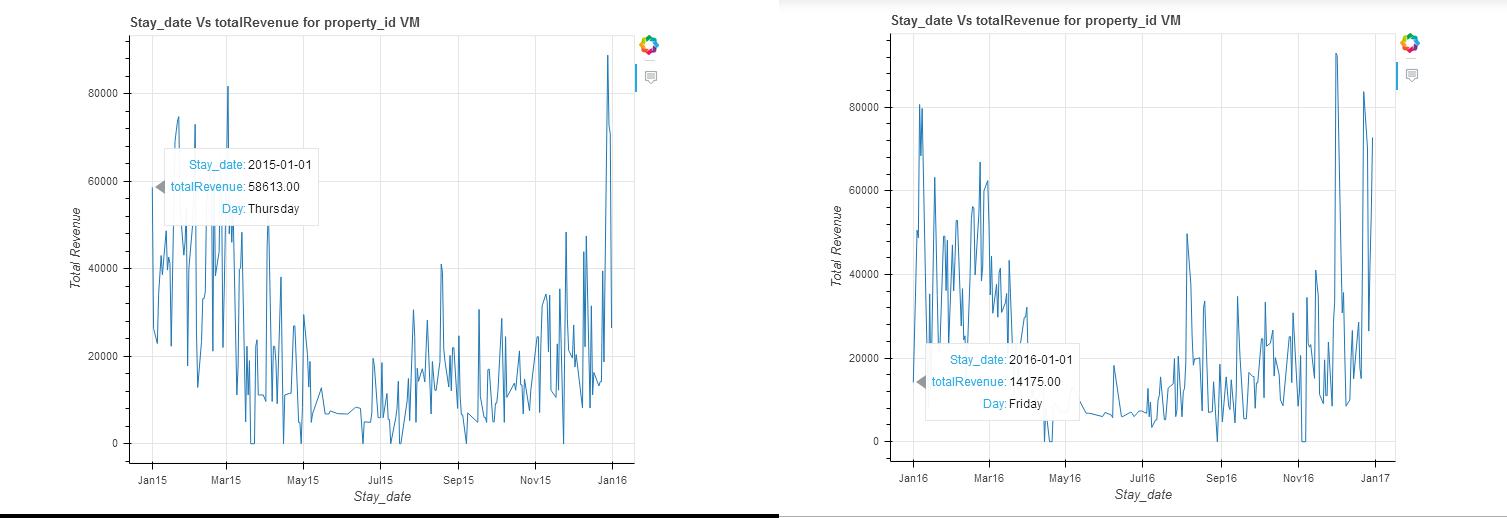 Stay_date Vs totalRevenue for property_id VM
80000
60000
40000
20000
0
Total Revenue
Stay_date: 2015-01-01
totalRevenue: 58613.00
Day: Thursday
Jan15 Mar15 May15 Jul15 Sep15 Nov15 Jan16
Stay_date
Stay_date Vs totalRevenue for property_id VM
80000
60000
40000
20000
0
Total Revenue
Stay_date: 2016-01-01
totalRevenue: 14175.00
Day: Friday
Jan16 Mar16 May16 Jul16 Sep16 Nov16 Jan17
Stay_date